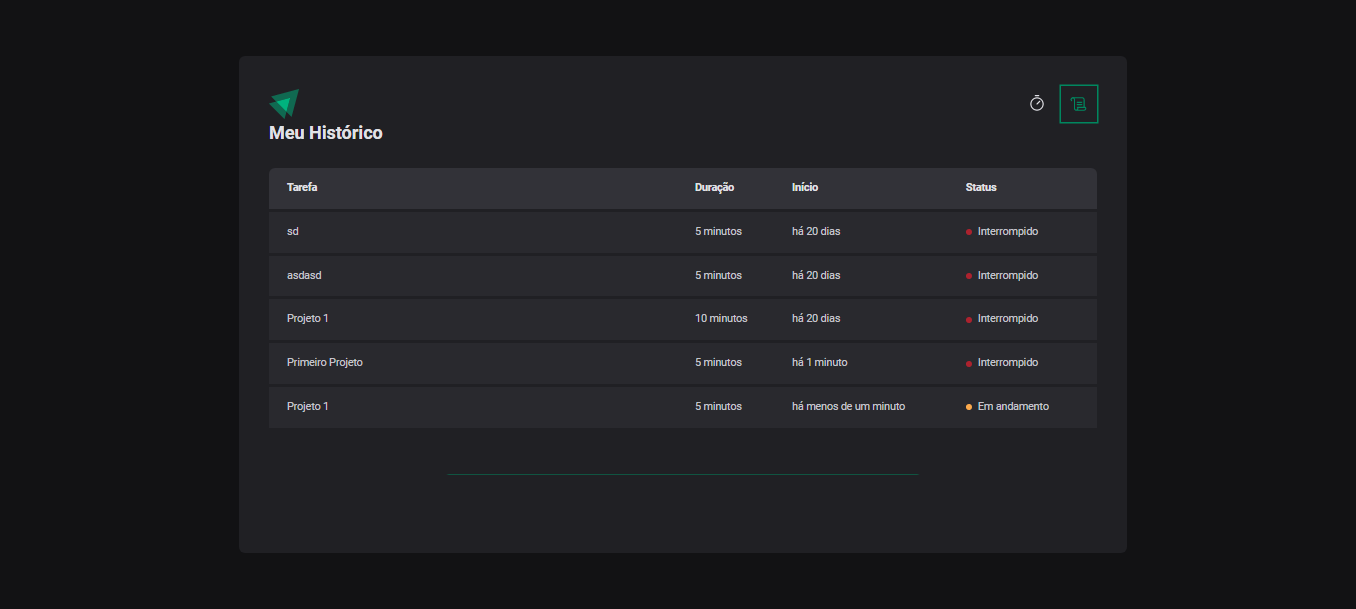 Meu Histórico
Tarefa Duração Início Status
sd 5 minutos há 20 dias Interrompido
asdasd 5 minutos há 20 dias Interrompido
Projeto 1 10 minutos há 20 dias Interrompido
Primeiro Projeto 5 minutos há 1 minuto Interrompido
Projeto 1 5 minutos há menos de um minuto Em andamento